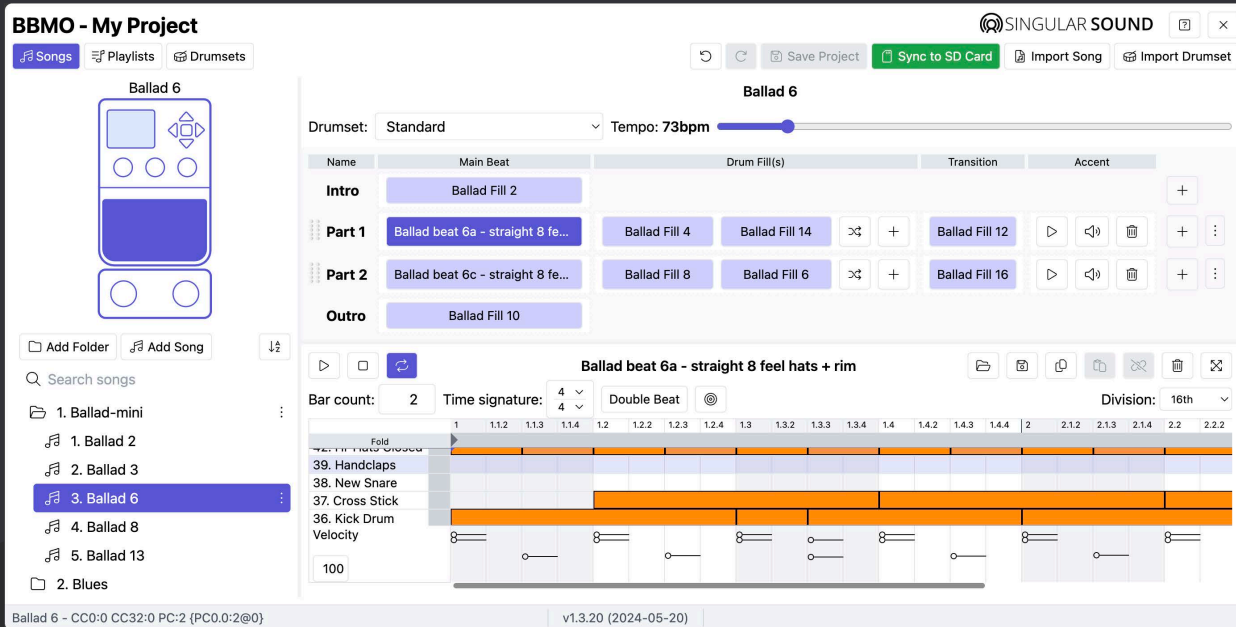 BBMO - My Project
SINGULAR SOUND
Songs Playlists Drumsets
Save Project Sync to SD Card Import Song Import Drumset
Ballad 6
Ballad 6
Drumset: Standard Tempo: 73bpm
Name Main Beat Drum Fill(s) Transition Accent
Intro Ballad Fill 2
Part 1 Ballad beat 6a - straight 8 fe... Ballad Fill 4 Ballad Fill 14 Ballad Fill 12
Part 2 Ballad beat 6c - straight 8 fe... Ballad Fill 8 Ballad Fill 6 Ballad Fill 16
Outro Ballad Fill 10
Add Folder Add Song
Search songs
1. Ballad-mini
1. Ballad 2
2. Ballad 3
3. Ballad 6
4. Ballad 8
5. Ballad 13
2. Blues
Ballad beat 6a - straight 8 feel hats + rim
Bar count: 2 Time signature: 4 4 Double Beat Division: 16th
1 1.1.2 1.1.3 1.1.4 1.2 1.2.2 1.2.3 1.2.4 1.3 1.3.2 1.3.3 1.3.4 1.4 1.4.2 1.4.3 1.4.4 2 2.1.2 2.1.3 2.1.4 2.2 2.2.2
Fold
42. Hi-Hats Closed
39. Handclaps
38. New Snare
37. Cross Stick
36. Kick Drum
Velocity
100
Ballad 6 - CC0:0 CC32:0 PC:2 {PC0.0:2@0} v1.3.20 (2024-05-20)